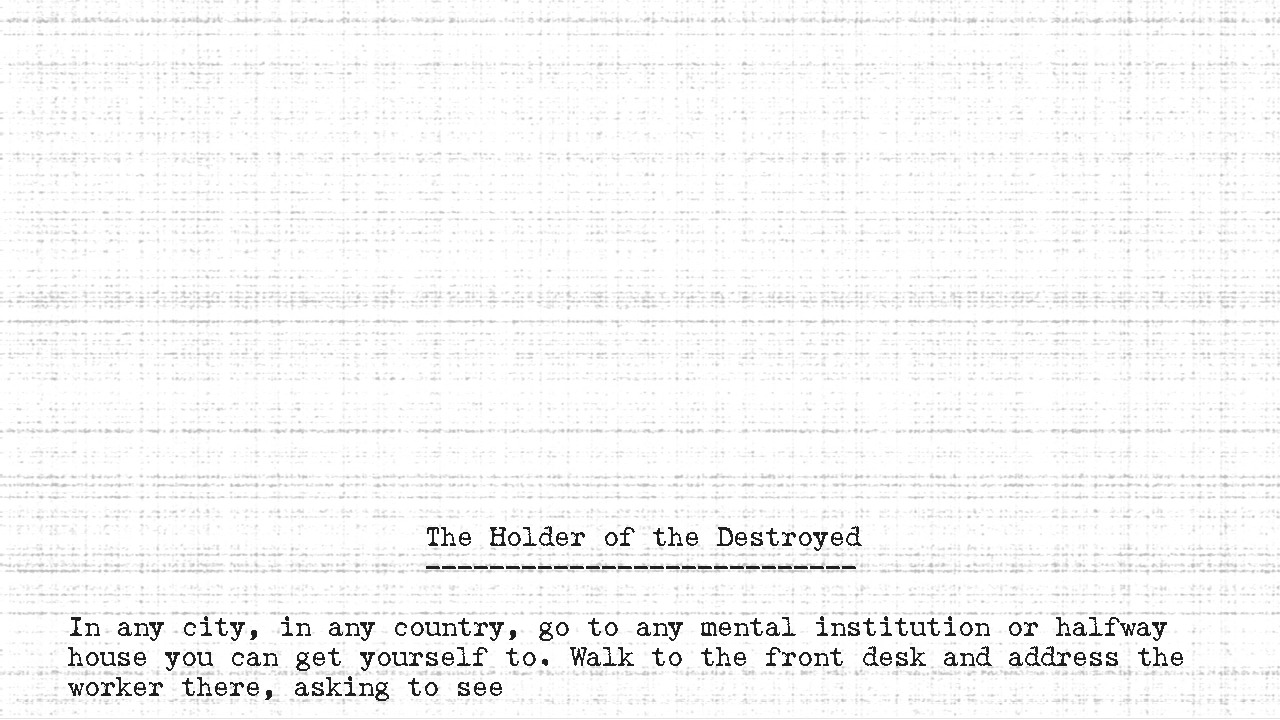 The Holder of the Destroyed
---------------------------
In any city, in any country, go to any mental institution or halfway
house you can get yourself to. Walk to the front desk and address the
worker there, asking to see